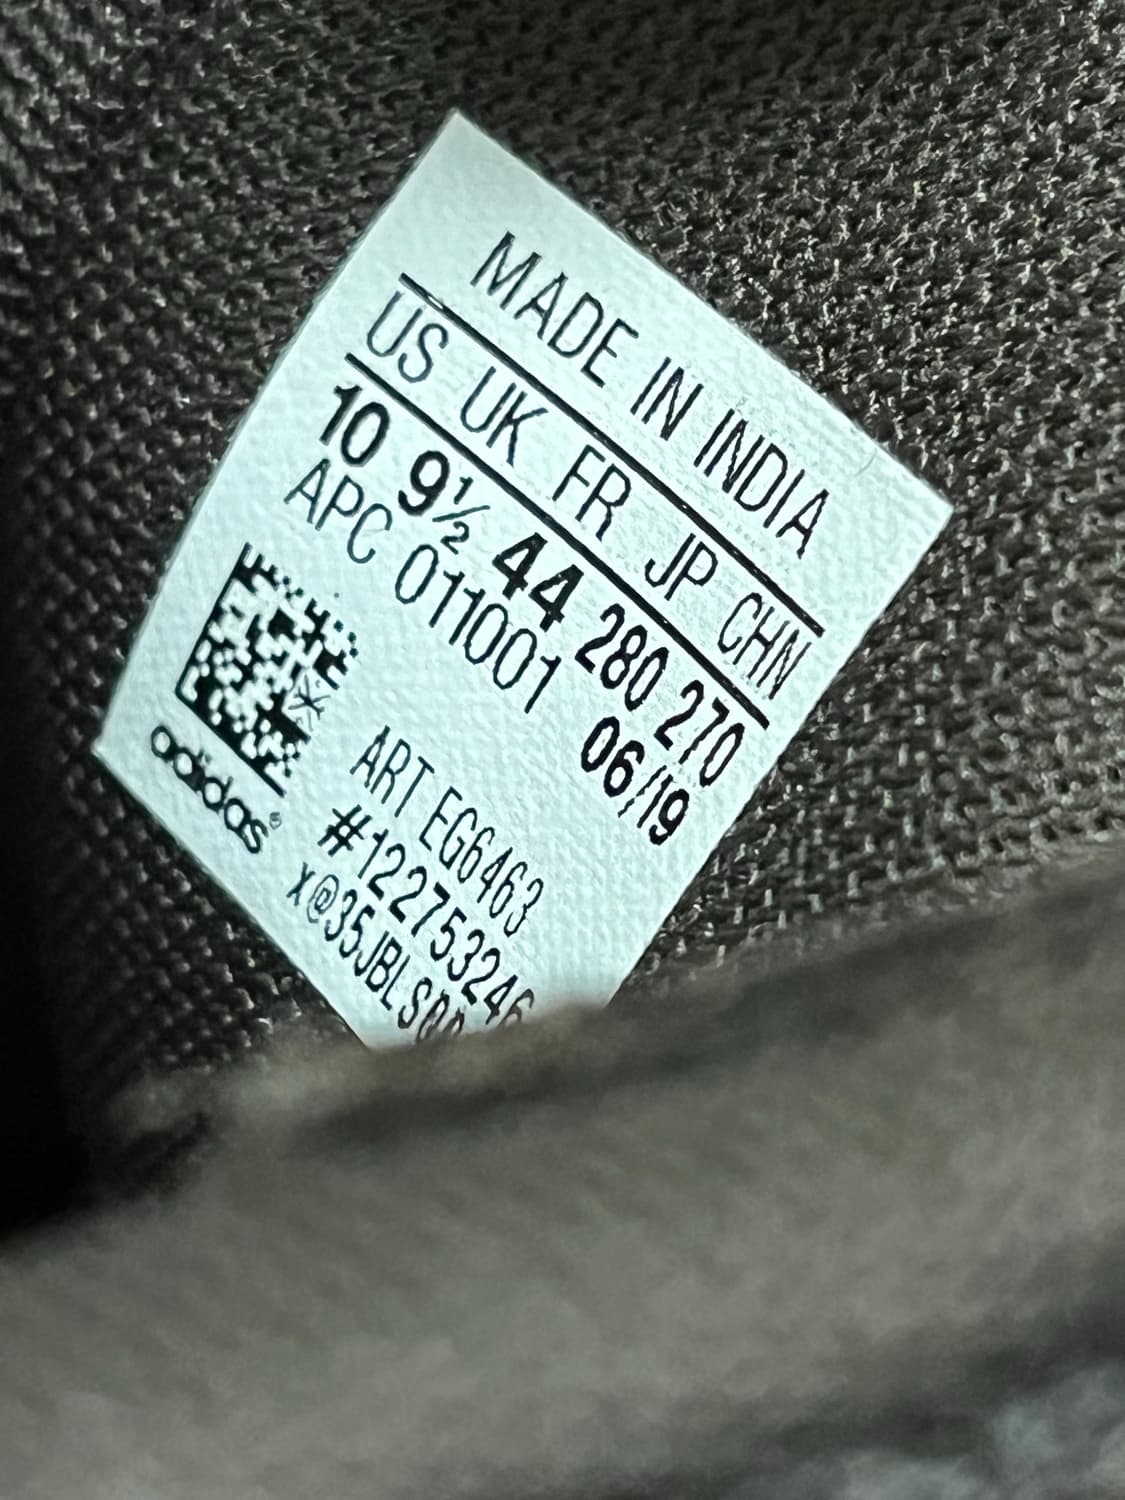 MADE IN INDIA
US UK FR JP CHN
10 9½ 44 280 270
APC 011001 06/19
ART EG6463
#122753246
adidas®